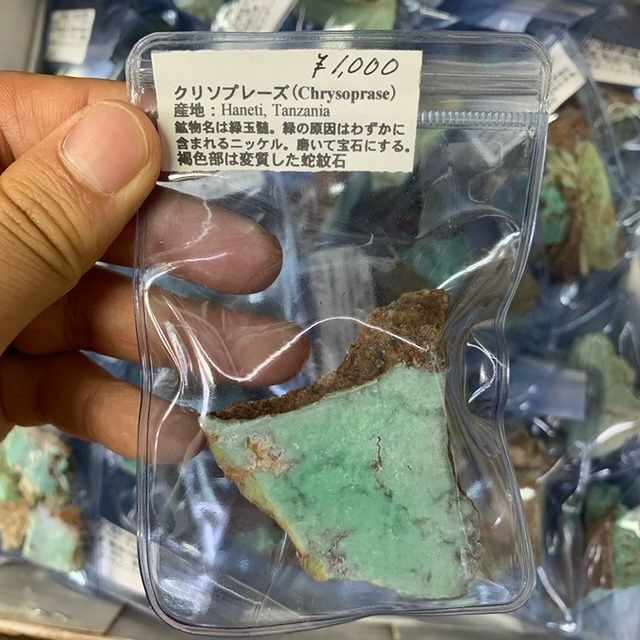 ¥1,000
クリソプレーズ(Chrysoprase)
産地：Haneti, Tanzania
鉱物名は緑玉髄。緑の原因はわずかに
含まれるニッケル。磨いて宝石にする。
褐色部は変質した蛇紋石